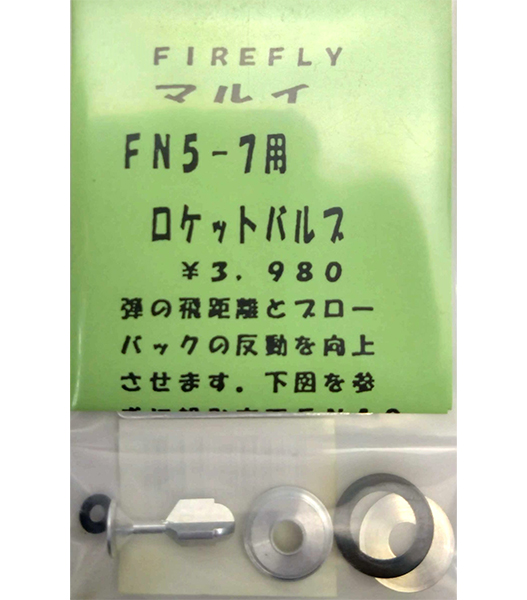 FIREFLY
マルイ
FN5-7用
ロケットバルブ
¥3.980
弾の飛距離とブロー
バックの反動を向上
させます.下図を参